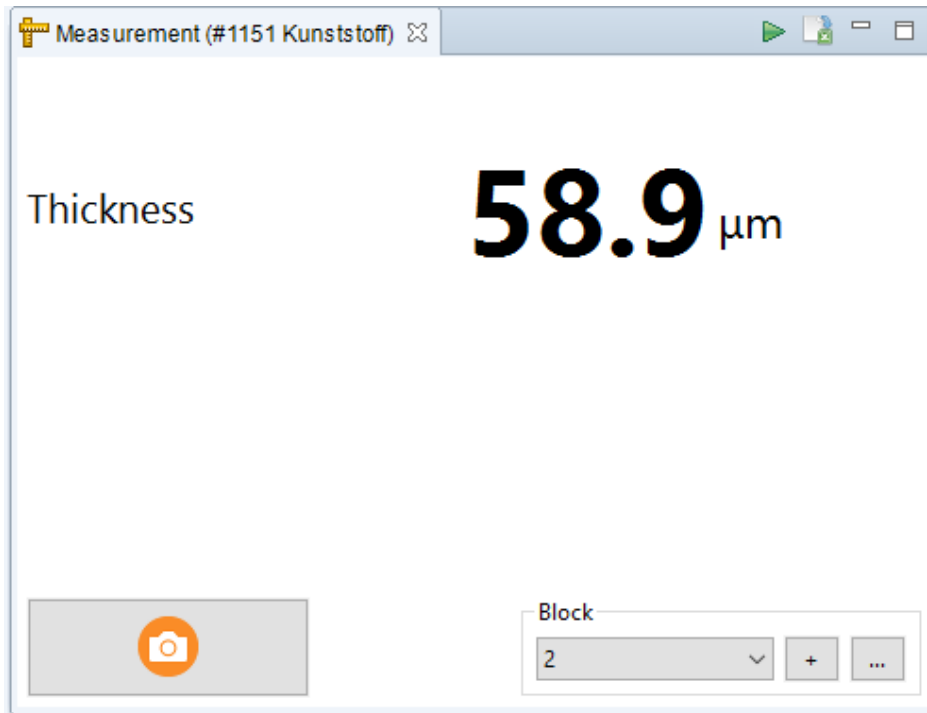 Measurement (#1151 Kunststoff)
Thickness
58.9 µm
Block
2
+
...